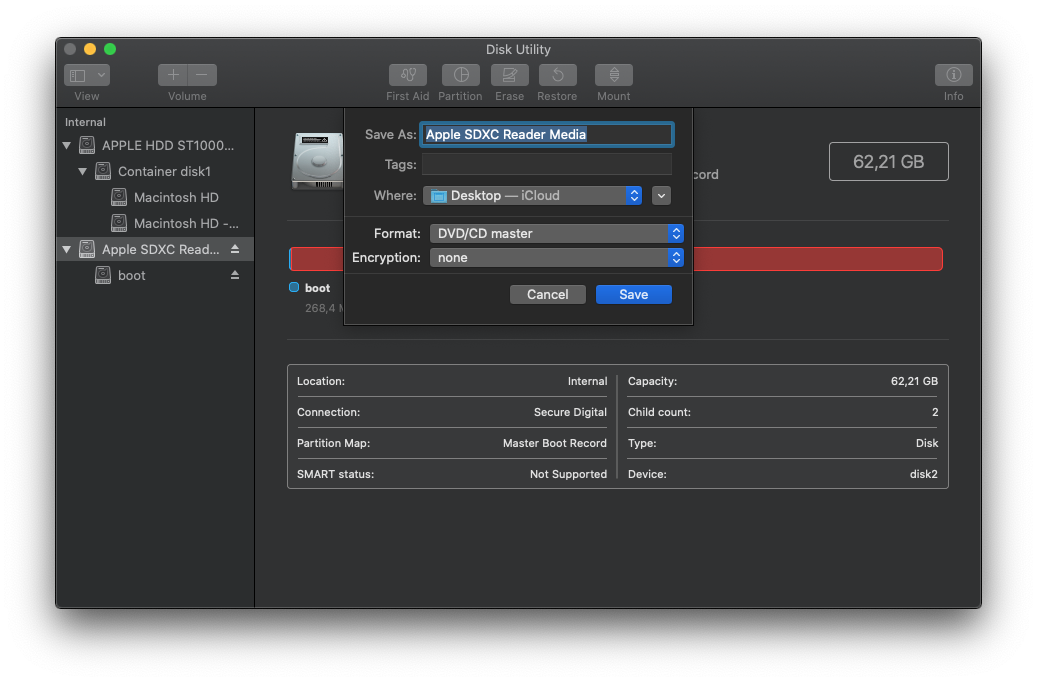 Disk Utility
View
Volume
First Aid
Partition
Erase
Restore
Mount
Info
Internal
APPLE HDD ST1000...
Container disk1
Macintosh HD
Macintosh HD -...
Apple SDXC Read...
boot
Save As: Apple SDXC Reader Media
Tags:
Where: Desktop — iCloud
Format: DVD/CD master
Encryption: none
Cancel
Save
62,21 GB
boot
268,4
Location: Internal
Connection: Secure Digital
Partition Map: Master Boot Record
SMART status: Not Supported
Capacity: 62,21 GB
Child count: 2
Type: Disk
Device: disk2